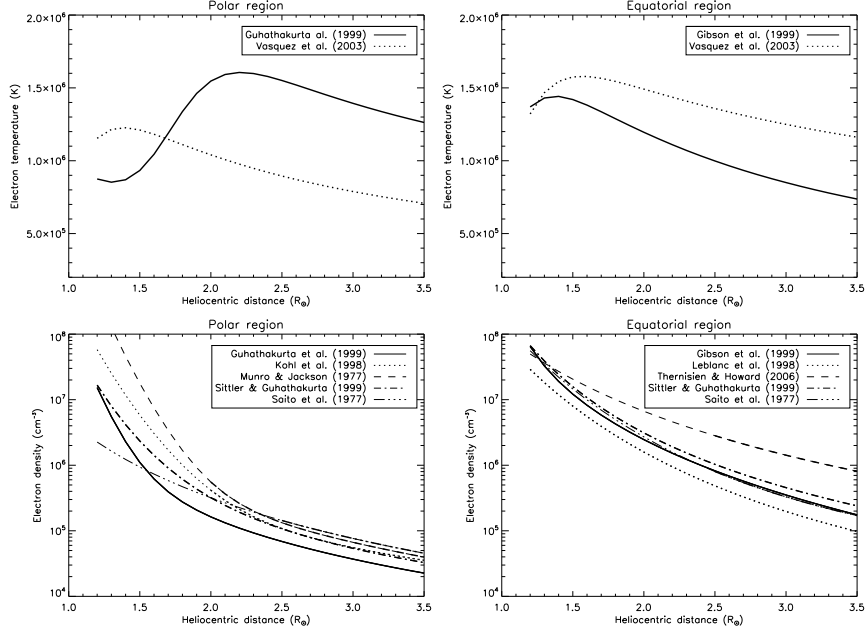 Polar region
2.0×10⁶
1.5×10⁶
1.0×10⁶
5.0×10⁵
Electron temperature (K)
Guhathakurta al. (1999)
Vasquez et al. (2003)
1.0 1.5 2.0 2.5 3.0 3.5
Heliocentric distance (R⊙)
Equatorial region
2.0×10⁶
1.5×10⁶
1.0×10⁶
5.0×10⁵
Electron temperature (K)
Gibson et al. (1999)
Vasquez et al. (2003)
1.0 1.5 2.0 2.5 3.0 3.5
Heliocentric distance (R⊙)
Polar region
10⁸
10⁷
10⁶
10⁵
10⁴
Electron density (cm⁻³)
Guhathakurta et al. (1999)
Kohl et al. (1998)
Munro & Jackson (1977)
Sittler & Guhathakurta (1999)
Saito et al. (1977)
1.0 1.5 2.0 2.5 3.0 3.5
Heliocentric distance (R⊙)
Equatorial region
10⁸
10⁷
10⁶
10⁵
10⁴
Electron density (cm⁻³)
Gibson et al. (1999)
Leblanc et al. (1998)
Thernisien & Howard (2006)
Sittler & Guhathakurta (1999)
Saito et al. (1977)
1.0 1.5 2.0 2.5 3.0 3.5
Heliocentric distance (R⊙)